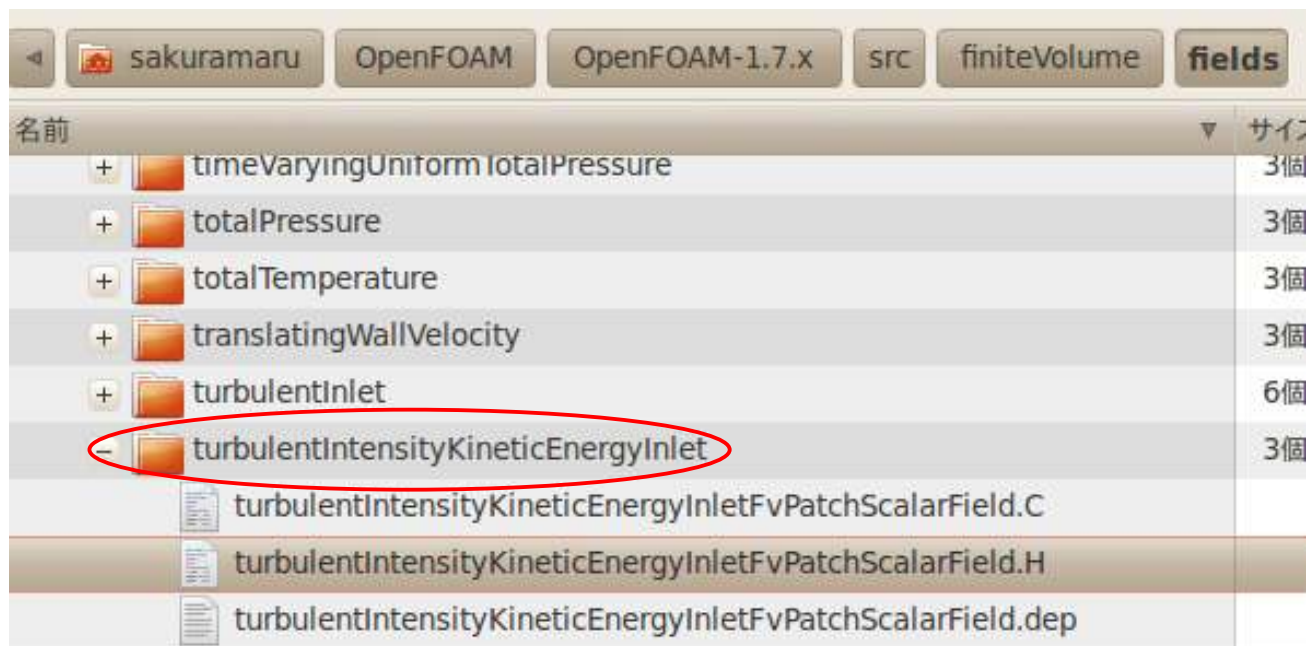 sakuramaru OpenFOAM OpenFOAM-1.7.x src finiteVolume fields
名前 サイズ
timeVaryingUniformTotalPressure 3個
totalPressure 3個
totalTemperature 3個
translatingWallVelocity 3個
turbulentInlet 6個
turbulentIntensityKineticEnergyInlet 3個
turbulentIntensityKineticEnergyInletFvPatchScalarField.C
turbulentIntensityKineticEnergyInletFvPatchScalarField.H
turbulentIntensityKineticEnergyInletFvPatchScalarField.dep